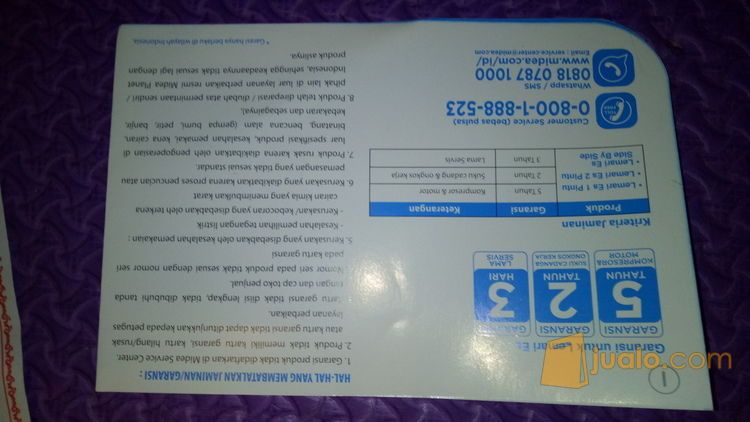 Garansi untuk Lemari Es
GARANSI
5
TAHUN
KOMPRESOR&
MOTOR
GARANSI
2
TAHUN
SUKU CADANG&
ONGKOS KERJA
GARANSI
3
HARI
LAMA
SERVIS
Kriteria Jaminan
Produk Garansi Keterangan
• Lemari Es 1 Pintu
• Lemari Es 2 Pintu
• Lemari Es
Side By Side
5 Tahun Kompresor & motor
2 Tahun Suku Cadang & ongkos kerja
3 Tahun Lama Servis
Customer Service (bebas pulsa)
0-800-1-888-523
TOLL
FREE
Whatsapp / SMS
0818 0787 1000
www.midea.com/id/
Email : service-center@midea.com
HAL-HAL YANG MEMBATALKAN JAMINAN/GARANSI :
1. Garansi produk tidak didaftarkan di Midea Service Center.
2. Produk tidak memiliki kartu garansi, kartu hilang/rusak,
atau kartu garansi tidak dapat ditunjukkan kepada petugas
layanan perbaikan.
Kartu garansi tidak diisi lengkap, tidak dibubuhi tanda
tangan dan cap toko penjual.
Nomor seri pada produk tidak sesuai dengan nomor seri
pada kartu garansi
5. Kerusakan yang disebabkan oleh kesalahan pemakaian :
- Kesalahan pemilihan tegangan listrik
- Kerusakan/ kebocoran yang disebabkan oleh terkena
cairan kimia yang menimbulkan karat
6. Kerusakan yang diakibatkan karena proses pencucian atau
pemasangan yang tidak sesuai standar.
7. Produk rusak karena diakibatkan oleh pengoperasian di
luar spesifikasi produk, kesalahan pemakai, kena cairan,
binatang, bencana alam (gempa bumi, petir, banjir,
kebakaran dan sebagainya).
8. Produk telah direparasi / diubah atas permintaan sendiri /
pihak lain di luar layanan perbaikan resmi Midea Planet
Indonesia, sehingga keadaannya tidak sesuai lagi dengan
produk aslinya.
* Garansi hanya berlaku di wilayah Indonesia.
jualo.com